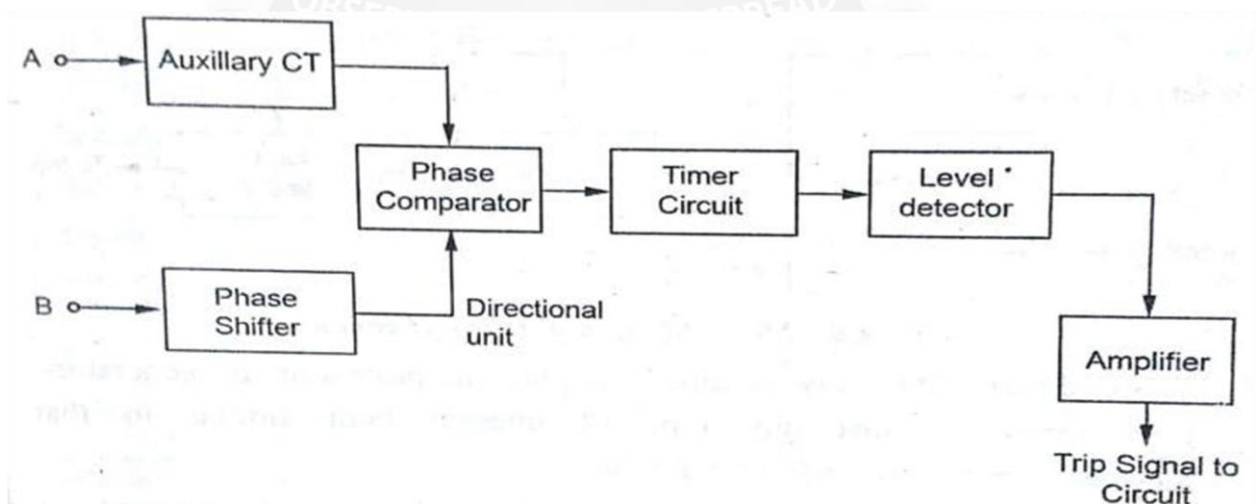 A
Auxillary CT
Phase
Comparator
Timer
Circuit
Level
detector
B
Phase
Shifter
Directional
unit
Amplifier
Trip Signal to
Circuit